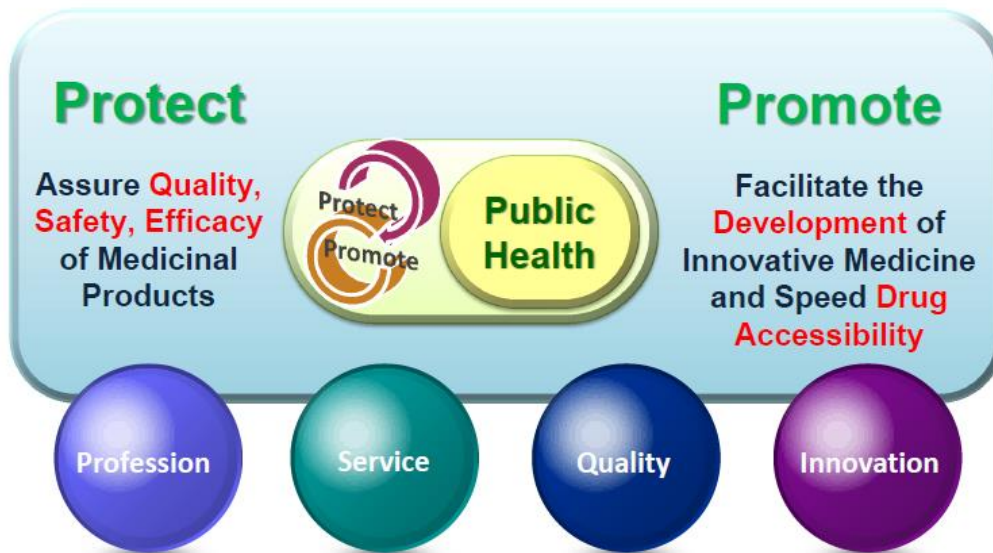 Protect
Assure Quality,
Safety, Efficacy
of Medicinal
Products
Protect
Promote
Public
Health
Promote
Facilitate the
Development of
Innovative Medicine
and Speed Drug
Accessibility
Profession
Service
Quality
Innovation